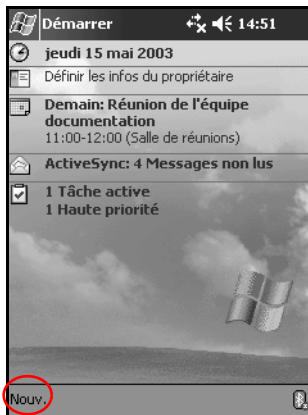 Démarrer 14:51
jeudi 15 mai 2003
Définir les infos du propriétaire
Demain: Réunion de l'équipe
documentation
11:00-12:00 (Salle de réunions)
ActiveSync: 4 Messages non lus
1 Tâche active
1 Haute priorité
Nouv.